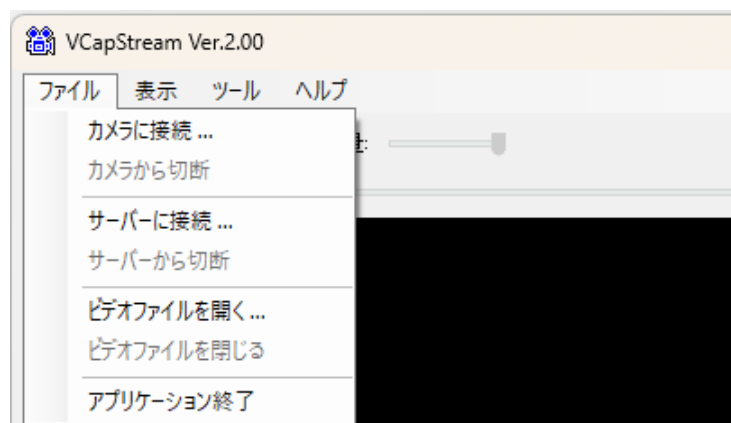 VCapStream Ver.2.00
ファイル 表示 ツール ヘルプ
カメラに接続 ...
カメラから切断
サーバーに接続 ...
サーバーから切断
ビデオファイルを開く...
ビデオファイルを閉じる
アプリケーション終了